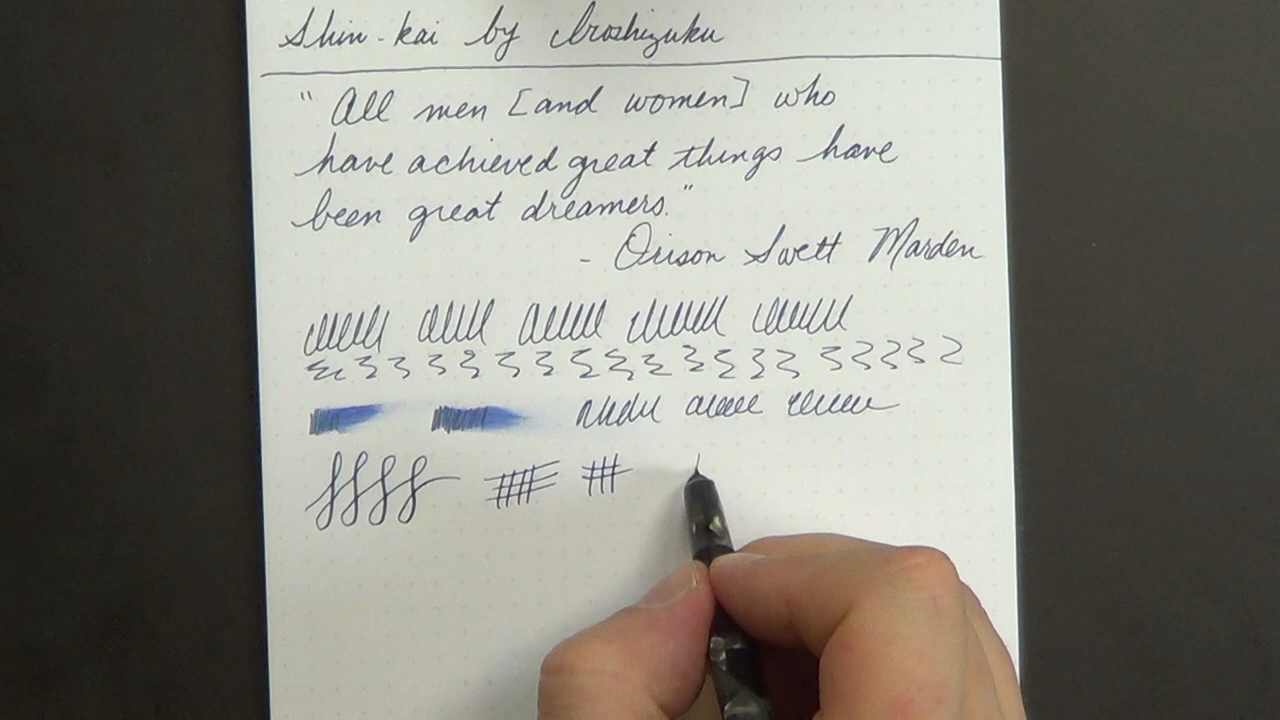 Shin-kai by Iroshizuku
"All men [and women] who
have achieved great things have
been great dreamers."
- Orison Swett Marden